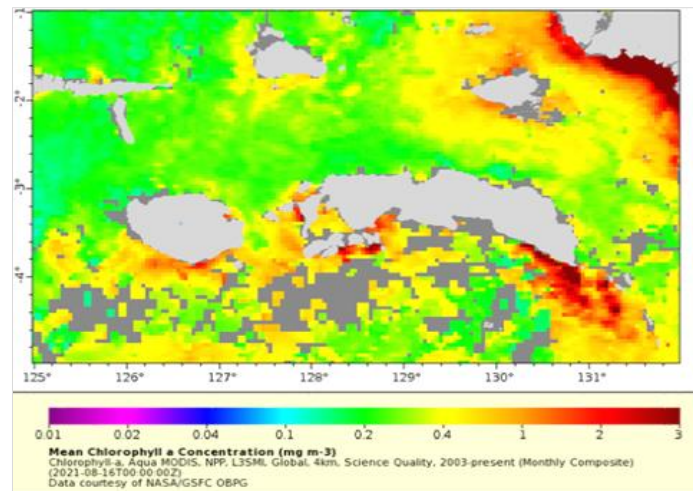 -1
-2°
-3°
-4°
125° 126° 127° 128° 129° 130° 131°
0.01 0.02 0.04 0.1 0.2 0.4 1 2 3
Mean Chlorophyll a Concentration (mg m-3)
Chlorophyll-a, Aqua MODIS, NPP, L3SMI, Global, 4km, Science Quality, 2003-present (Monthly Composite)
(2021-08-16T00:00:00Z)
Data courtesy of NASA/GSFC OBPG